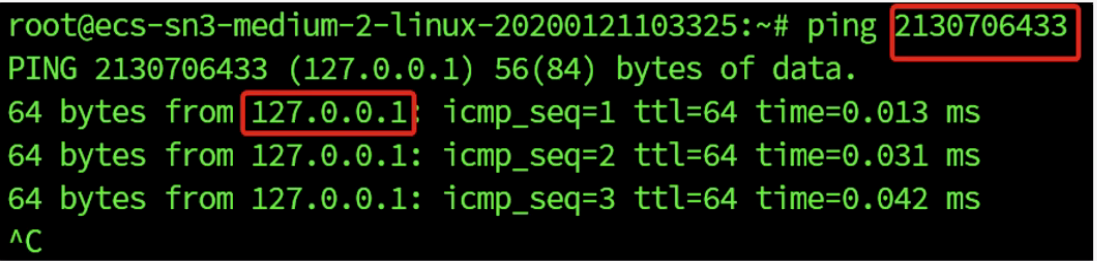 root@ecs-sn3-medium-2-linux-20200121103325:~# ping 2130706433
PING 2130706433 (127.0.0.1) 56(84) bytes of data.
64 bytes from 127.0.0.1: icmp_seq=1 ttl=64 time=0.013 ms
64 bytes from 127.0.0.1: icmp_seq=2 ttl=64 time=0.031 ms
64 bytes from 127.0.0.1: icmp_seq=3 ttl=64 time=0.042 ms
^C